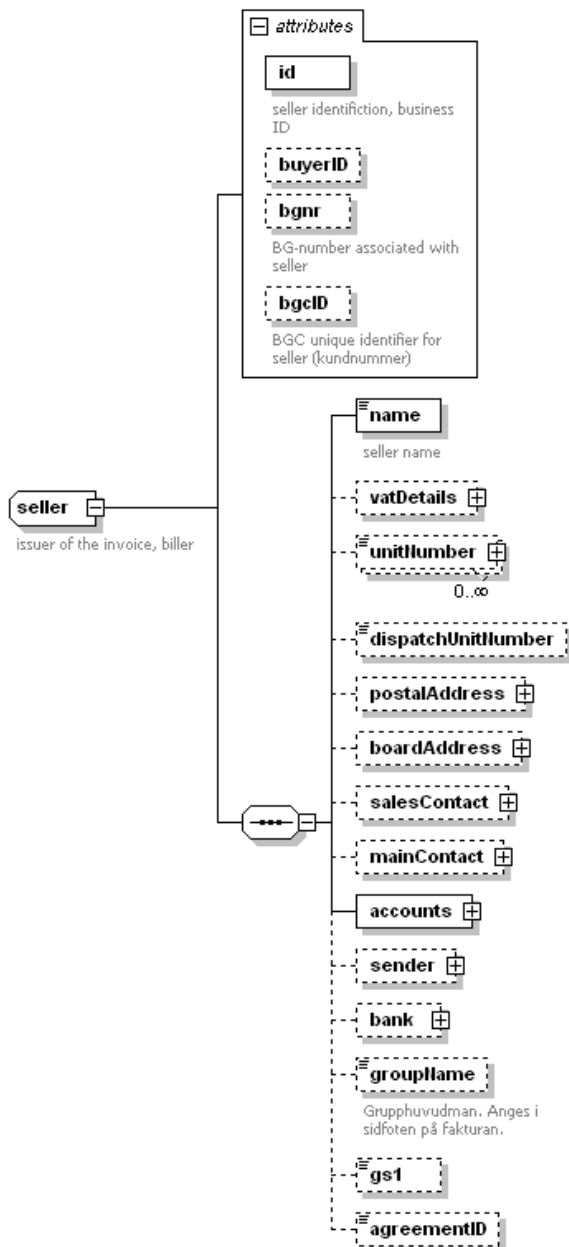 attributes
id
seller identifiction, business
ID
buyerID
bgnr
BG-number associated with
seller
bgcID
BGC unique identifier for
seller (kundnummer)
name
seller name
seller
issuer of the invoice, biller
vatDetails
unitNumber
0..∞
dispatchUnitNumber
postalAddress
boardAddress
salesContact
mainContact
accounts
sender
bank
groupName
Grupphuvudman. Anges i
sidfoten på fakturan.
gs1
agreementID